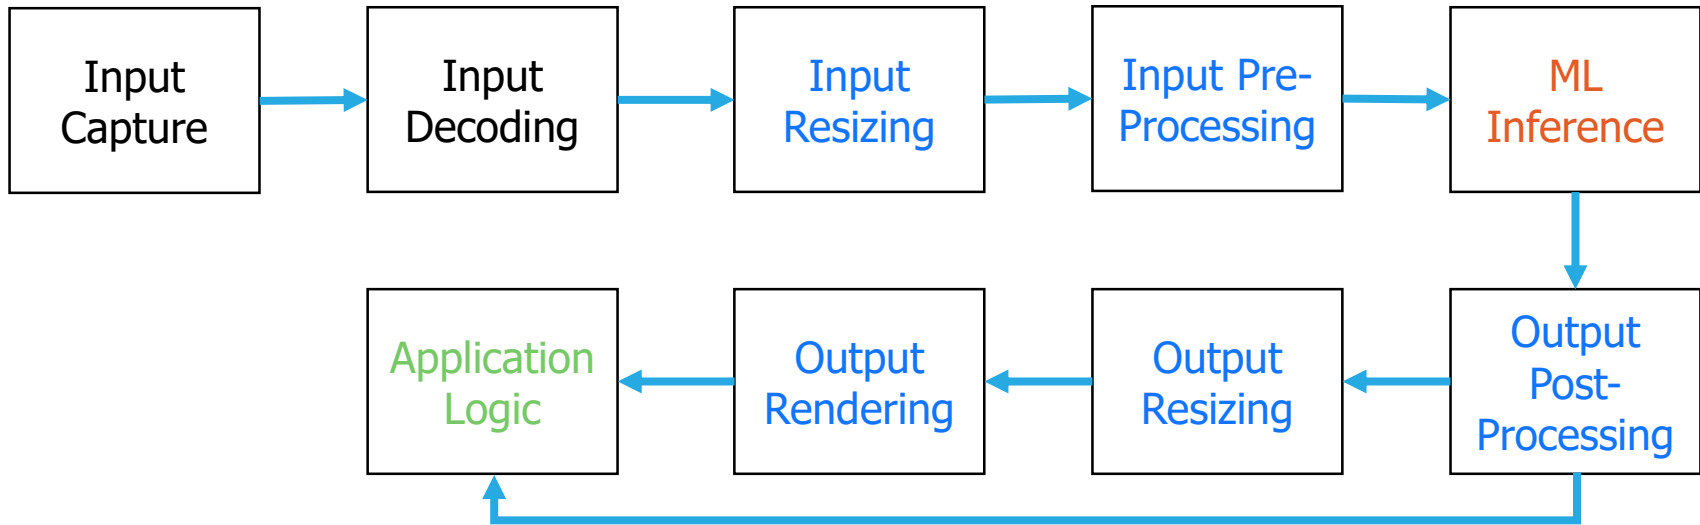 Input
Capture
Input
Decoding
Input
Resizing
Input Pre-
Processing
ML
Inference
Application
Logic
Output
Rendering
Output
Resizing
Output
Post-
Processing